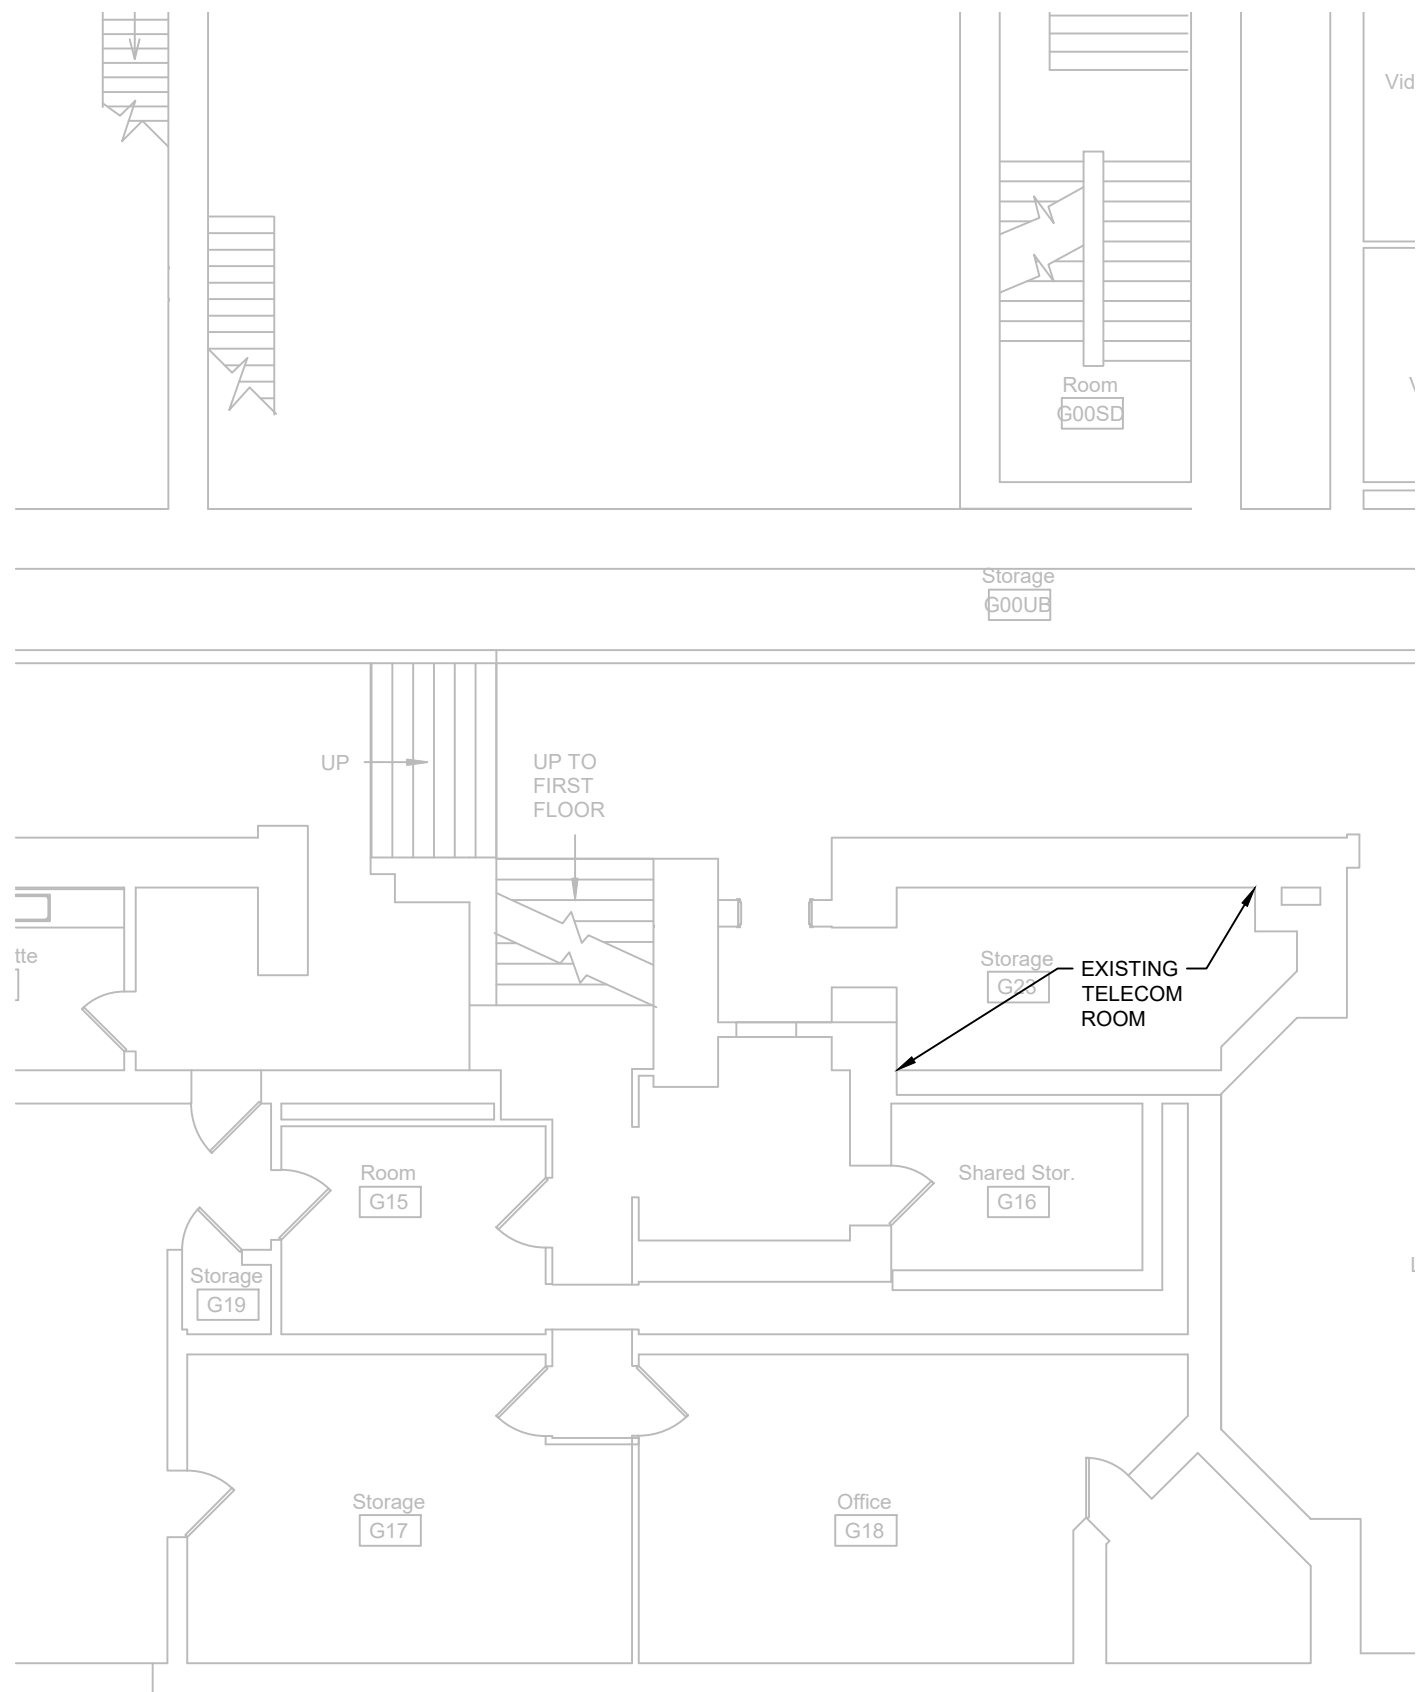 Vid
Room
G00SD
V
Storage
G00UB
UP
UP TO
FIRST
FLOOR
tte
Storage
G23
EXISTING
TELECOM
ROOM
Room
G15
Shared Stor.
G16
L
Storage
G19
Storage
G17
Office
G18